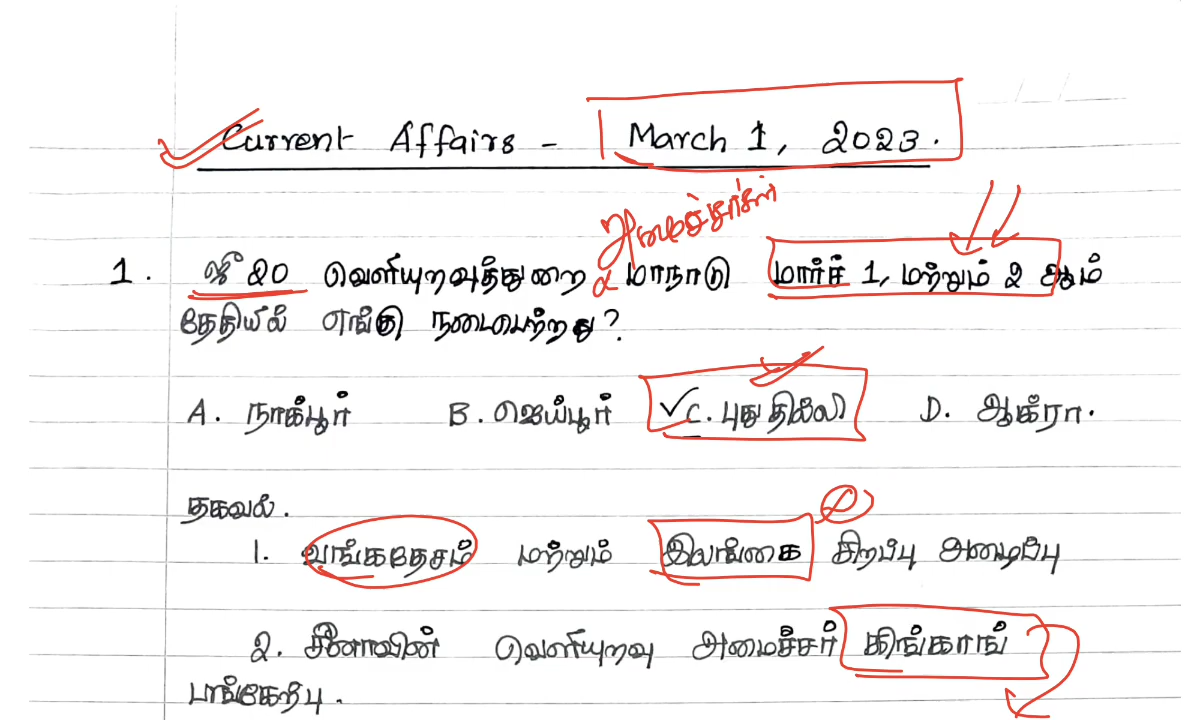 Current Affairs - March 1, 2023.
அமைச்சர்கள்
1. ஜீ 20 வெளியுறவுத்துறை மாநாடு மார்ச் 1, மற்றும் 2 ஆம்
தேதியில் எங்கு நடைபெற்றது?
A. நாக்பூர் B. ஜெய்பூர் ✓C. புது தில்லி D. ஆக்ரா.
தகவல்.
1. வாங்கதேசம் மற்றும் இலங்கை சிறப்பு அழைப்பு
2. சீனாவின் வெளியுறவு அமைச்சர் கிங்காங்
பங்கேற்பு.